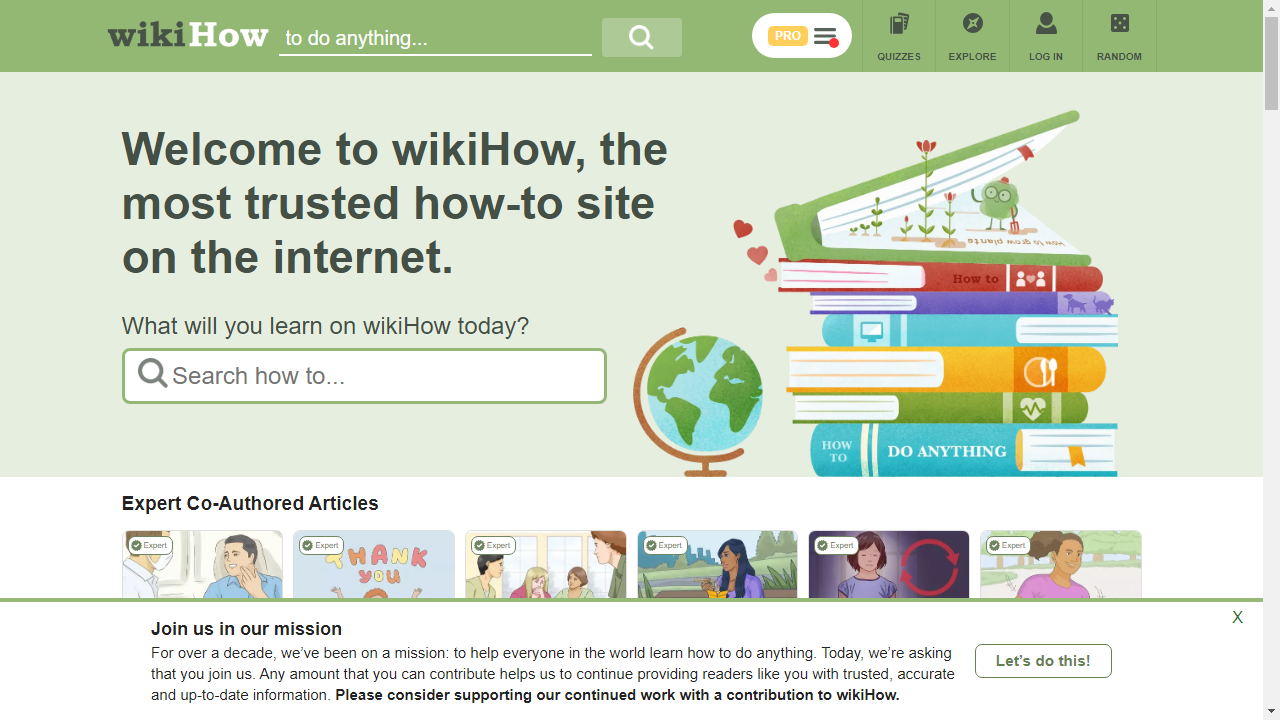 wikiHow
to do anything...
PRO
QUIZZES
EXPLORE
LOG IN
RANDOM
Welcome to wikiHow, the
most trusted how-to site
on the internet.
What will you learn on wikiHow today?
Search how to...
How to grow plants
How to
HOW
TO
DO ANYTHING
Expert Co-Authored Articles
Expert
Expert
THANK
YOU
Expert
Expert
Expert
Expert
X
Join us in our mission
For over a decade, we’ve been on a mission: to help everyone in the world learn how to do anything. Today, we’re asking
that you join us. Any amount that you can contribute helps us to continue providing readers like you with trusted, accurate
and up-to-date information. Please consider supporting our continued work with a contribution to wikiHow.
Let’s do this!